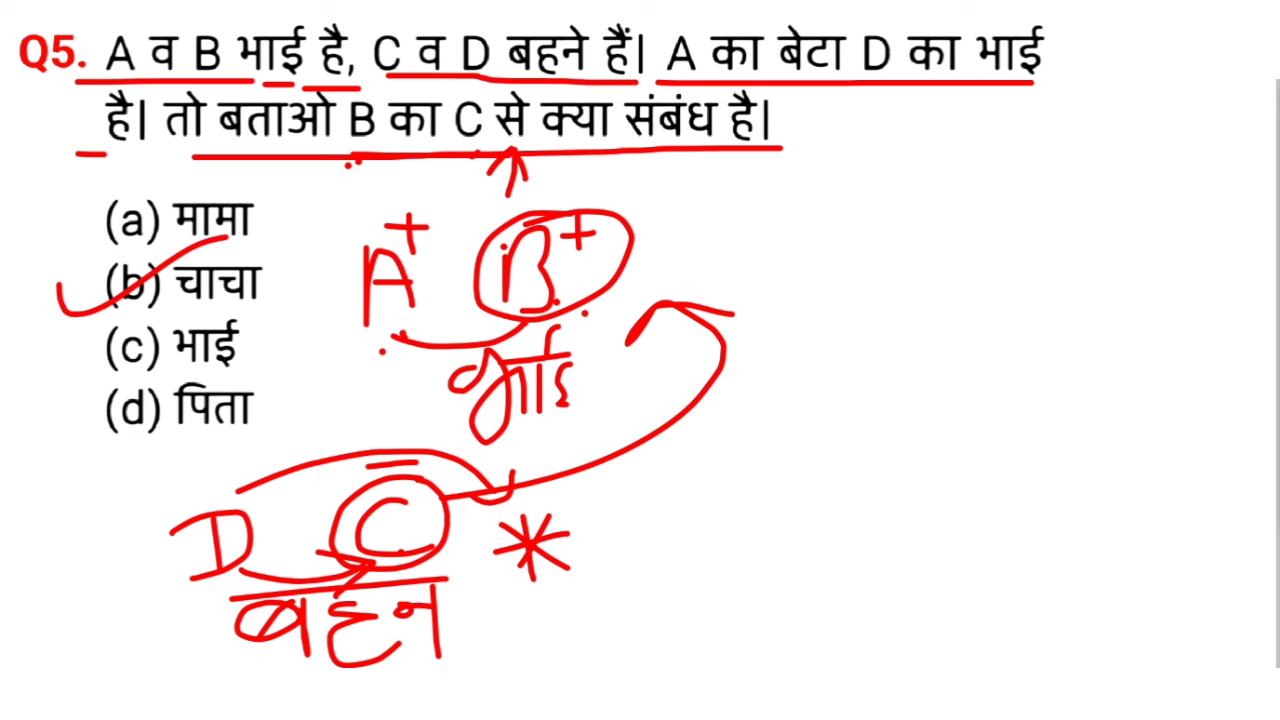 Q5. A व B भाई है, C व D बहने हैं। A का बेटा D का भाई
है। तो बताओ B का C से क्या संबंध है।
(a) मामा
(b) चाचा
(c) भाई
(d) पिता
A+ B+
भाई
D C
बहन